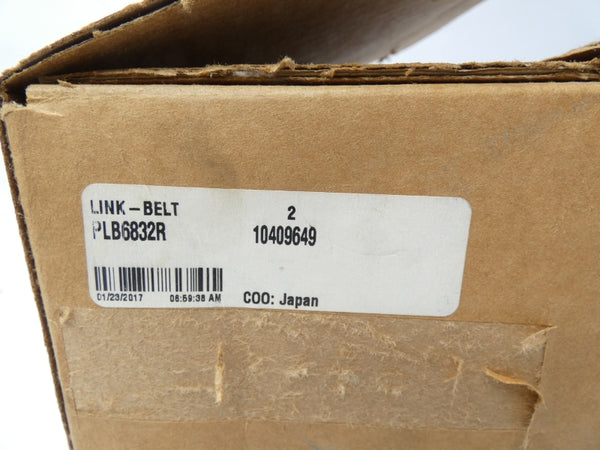 LINK-BELT 2
PLB6832R 10409649
01/23/2017 06:59:38 AM COO: Japan